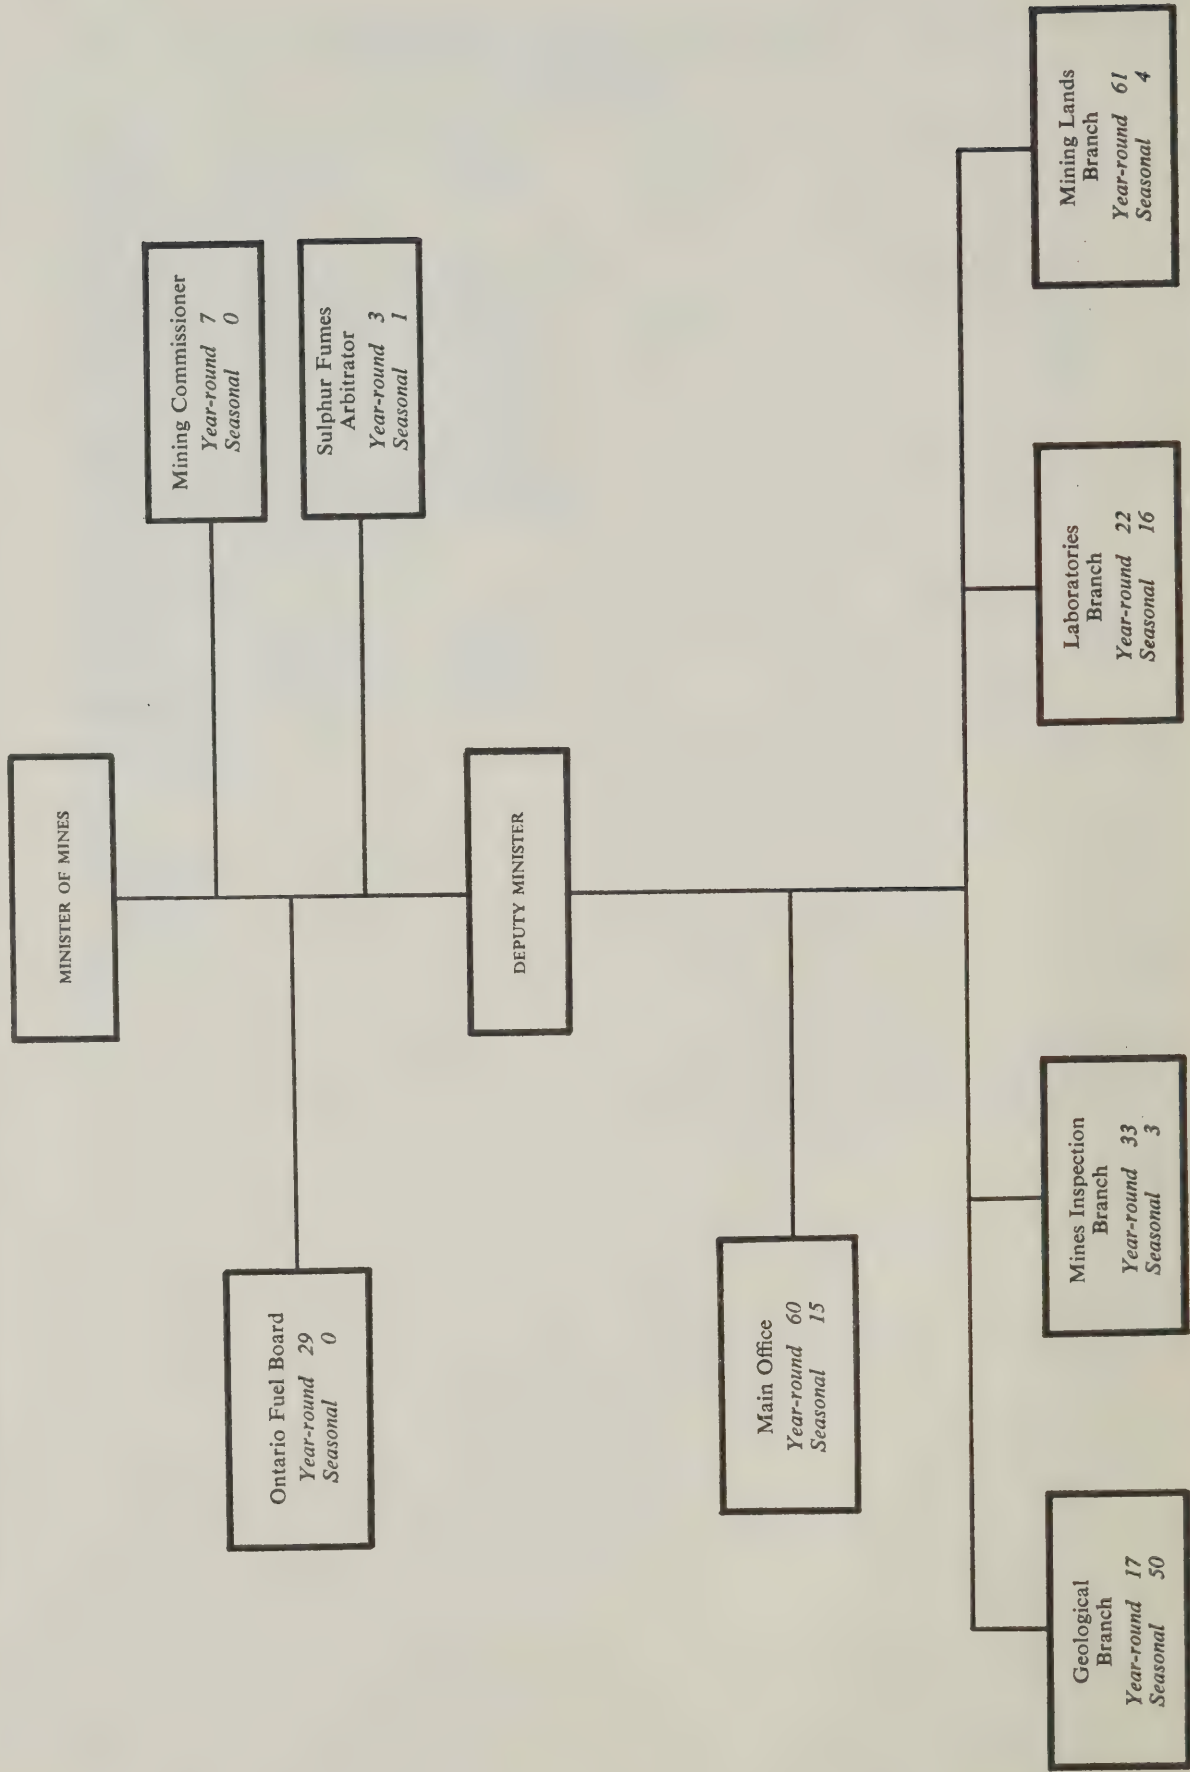 MINISTER OF MINES
Mining Commissioner
Year-round 7
Seasonal 0
Ontario Fuel Board
Year-round 29
Seasonal 0
Sulphur Fumes
Arbitrator
Year-round 3
Seasonal 1
DEPUTY MINISTER
Main Office
Year-round 60
Seasonal 15
Geological
Branch
Year-round 17
Seasonal 50
Mines Inspection
Branch
Year-round 33
Seasonal 3
Laboratories
Branch
Year-round 22
Seasonal 16
Mining Lands
Branch
Year-round 61
Seasonal 4